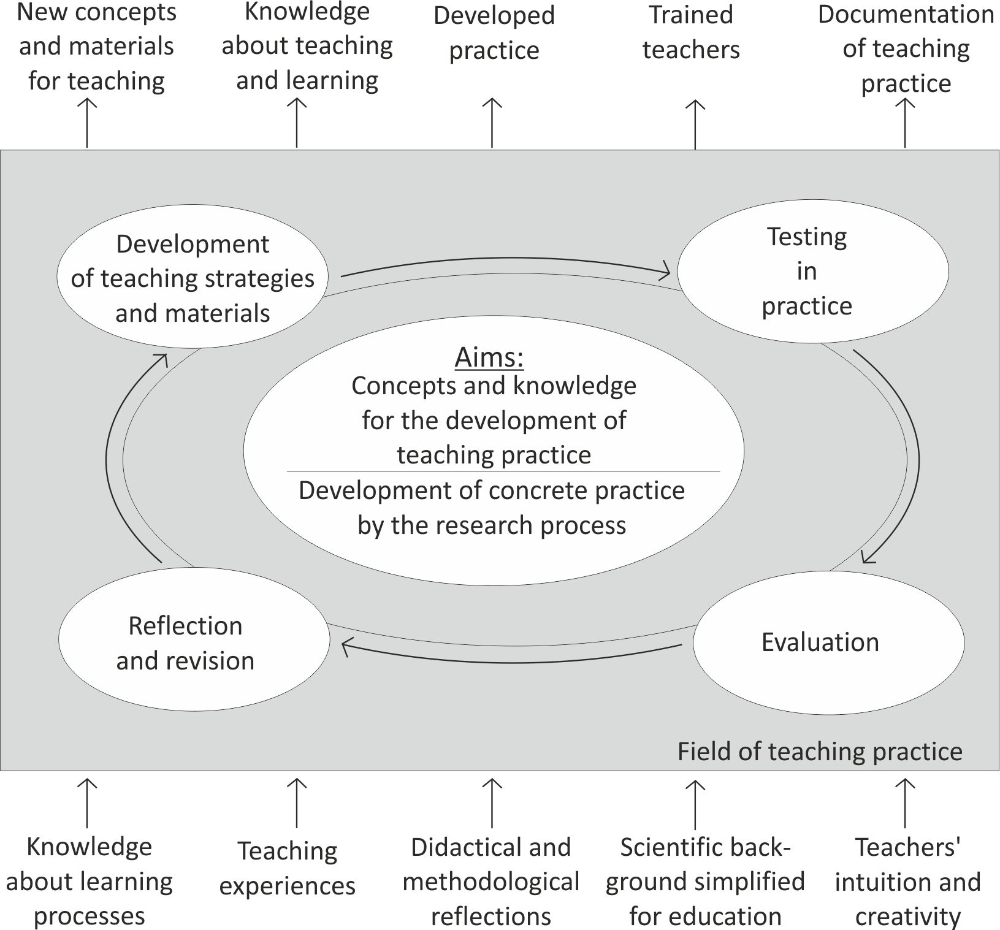 New concepts
and materials
for teaching
Knowledge
about teaching
and learning
Developed
practice
Trained
teachers
Documentation
of teaching
practice
Development
of teaching strategies
and materials
Testing
in
practice
Aims:
Concepts and knowledge
for the development of
teaching practice
Development of concrete practice
by the research process
Reflection
and revision
Evaluation
Field of teaching practice
Knowledge
about learning
processes
Teaching
experiences
Didactical and
methodological
reflections
Scientific back-
ground simplified
for education
Teachers'
intuition and
creativity